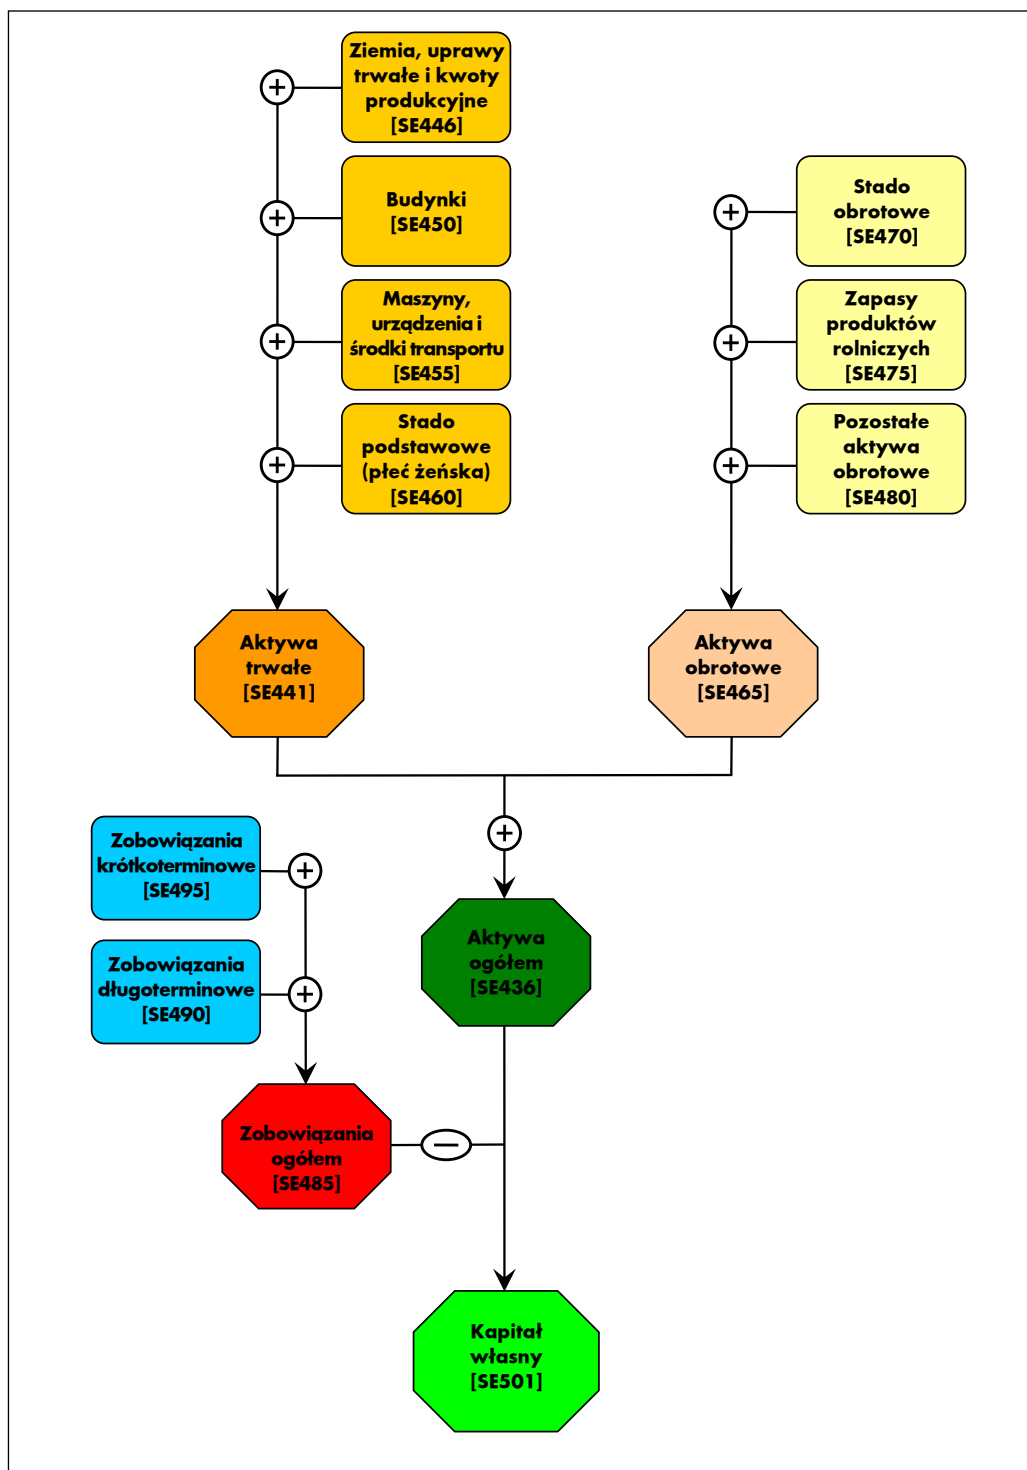 Ziemia, uprawy
trwałe i kwoty
produkcyjne
[SE446]
Budynki
[SE450]
Maszyny,
urządzenia i
środki transportu
[SE455]
Stado
podstawowe
(płeć żeńska)
[SE460]
Stado
obrotowe
[SE470]
Zapasy
produktów
rolniczych
[SE475]
Pozostałe
aktywa
obrotowe
[SE480]
Aktywa
trwałe
[SE441]
Aktywa
obrotowe
[SE465]
Zobowiązania
krótkoterminowe
[SE495]
Zobowiązania
długoterminowe
[SE490]
Aktywa
ogółem
[SE436]
Zobowiązania
ogółem
[SE485]
Kapitał
własny
[SE501]